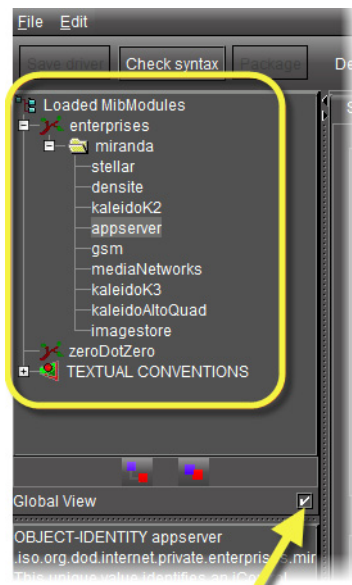 File Edit
Save driver Check syntax Package De
Loaded MibModules
enterprises
miranda
stellar
densite
kaleidoK2
appserver
gsm
mediaNetworks
kaleidoK3
kaleidoAltoQuad
imagestore
zeroDotZero
TEXTUAL CONVENTIONS
Global View
OBJECT-IDENTITY appserver
.iso.org.dod.internet.private.enterprises.mir
This unique value identifies an